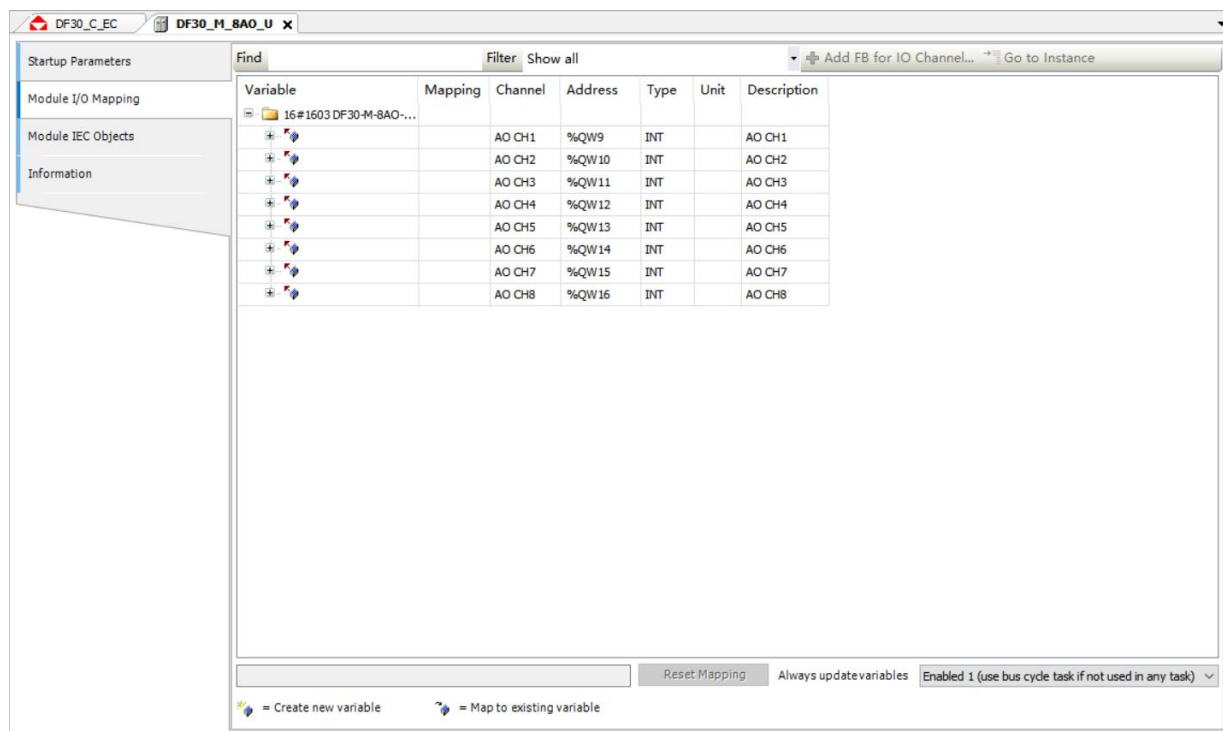 DF30_C_EC DF30_M_8AO_U X
Startup Parameters
Module I/O Mapping
Module IEC Objects
Information
Find Filter Show all Add FB for IO Channel... Go to Instance
Variable Mapping Channel Address Type Unit Description
16#1603 DF30-M-8AO-...
AO CH1 %QW9 INT AO CH1
AO CH2 %QW10 INT AO CH2
AO CH3 %QW11 INT AO CH3
AO CH4 %QW12 INT AO CH4
AO CH5 %QW13 INT AO CH5
AO CH6 %QW14 INT AO CH6
AO CH7 %QW15 INT AO CH7
AO CH8 %QW16 INT AO CH8
Reset Mapping Always update variables Enabled 1 (use bus cycle task if not used in any task)
= Create new variable = Map to existing variable